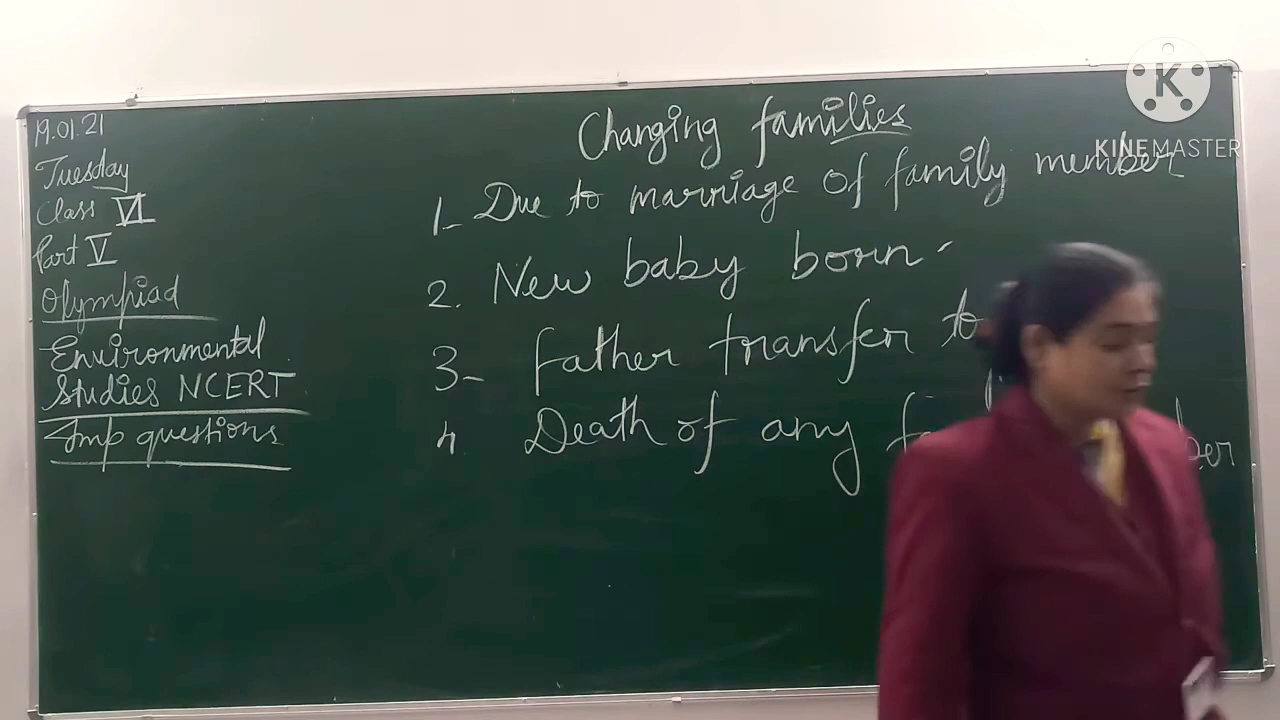 19.01.21
Tuesday
Class VI
Part V
Olympiad
Environmental
Studies NCERT
Imp questions
Changing families
1- Due to marriage of family member
2. New baby born
3- father transfer to
4 Death of any
K
KINEMASTER